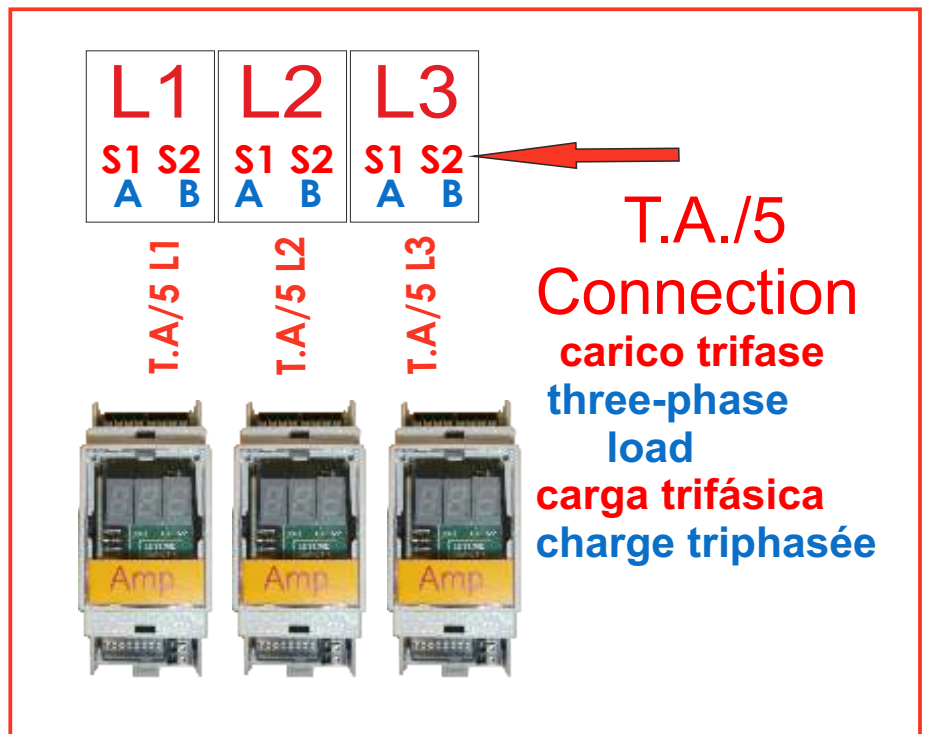 L1 L2 L3
S1 S2 S1 S2 S1 S2
A B A B A B
T.A/5 L1
T.A/5 L2
T.A/5 L3
T.A./5
Connection
carico trifase
three-phase
load
carga trifásica
charge triphasée
Amp Amp Amp